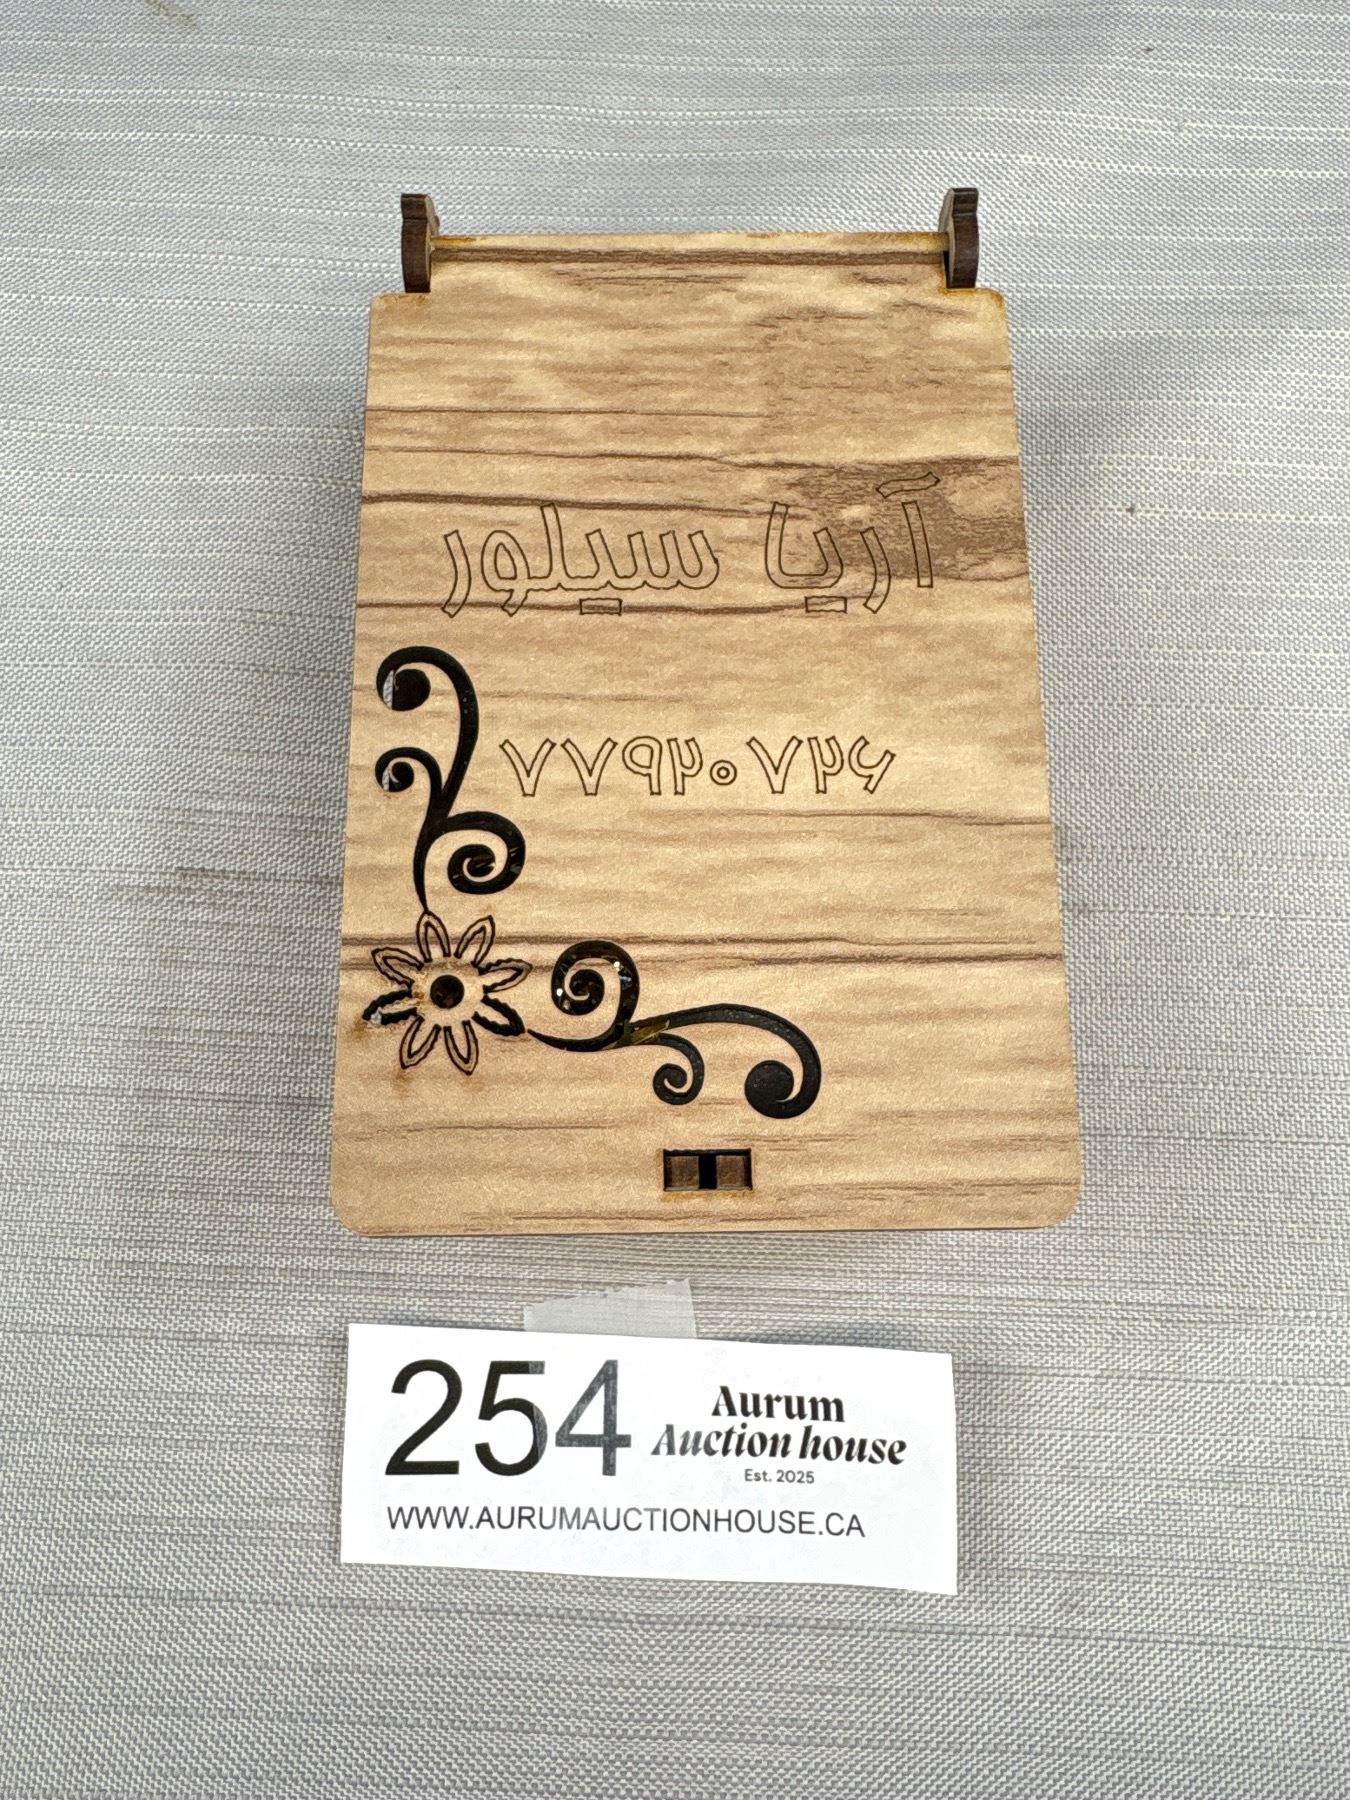 آریا سیلور
۷۷۹۲۰۷۲۶
254
Aurum
Auction house
Est. 2025
WWW.AURUMAUCTIONHOUSE.CA